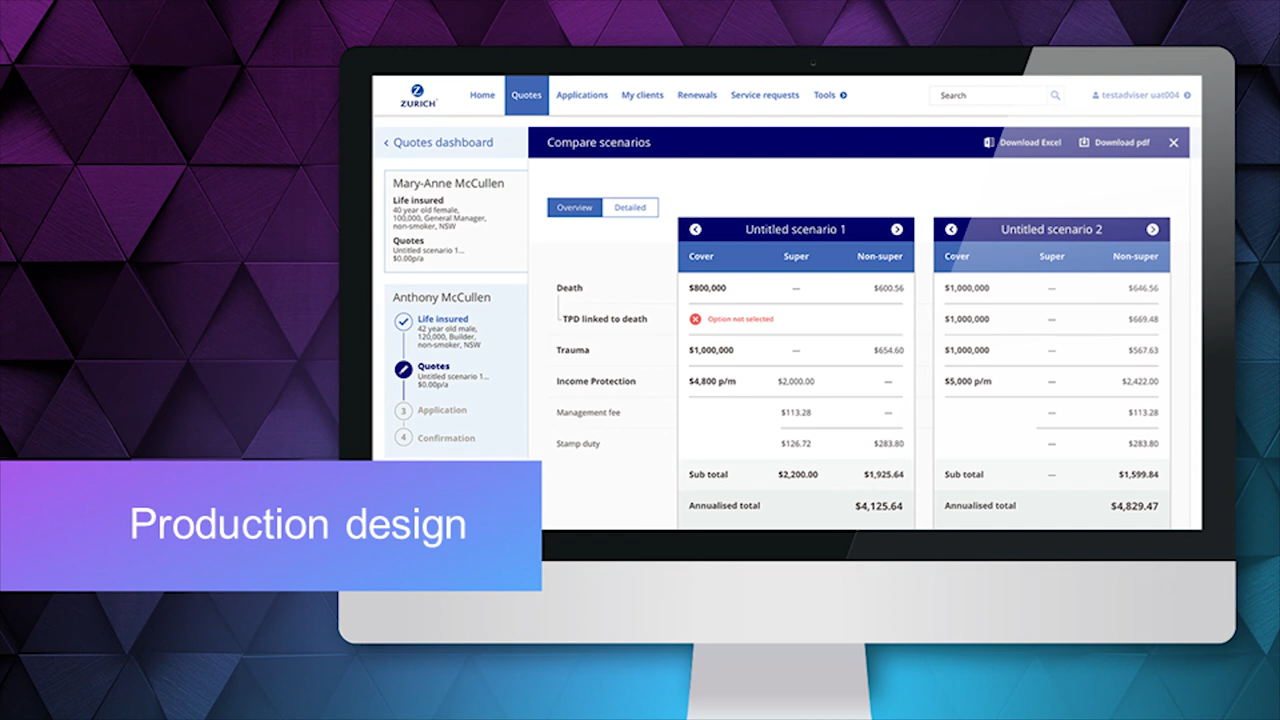 ZURICH
Home Quotes Applications My clients Renewals Service requests Tools
Search
testadviser uat004
Quotes dashboard
Compare scenarios
Download Excel
Download pdf
Mary-Anne McCullen
Life insured
40 year old female,
100,000, General Manager,
non-smoker, NSW
Quotes
Untitled scenario 1...
$0.00p/a
Anthony McCullen
Life insured
42 year old male,
120,000, Builder,
non-smoker, NSW
Quotes
Untitled scenario 1...
$0.00p/a
3 Application
4 Confirmation
Overview Detailed
Untitled scenario 1 Untitled scenario 2
Cover Super Non-super Cover Super Non-super
Death $800,000 — $600.56 $1,000,000 — $646.56
TPD linked to death Option not selected $1,000,000 — $669.48
Trauma $1,000,000 — $654.60 $1,000,000 — $567.63
Income Protection $4,800 p/m $2,000.00 — $5,000 p/m — $2,422.00
Management fee $113.28 — — $113.28
Stamp duty $126.72 $283.80 — $283.80
Sub total $2,200.00 $1,925.64 Sub total — $1,599.84
Annualised total $4,125.64 Annualised total $4,829.47
Production design